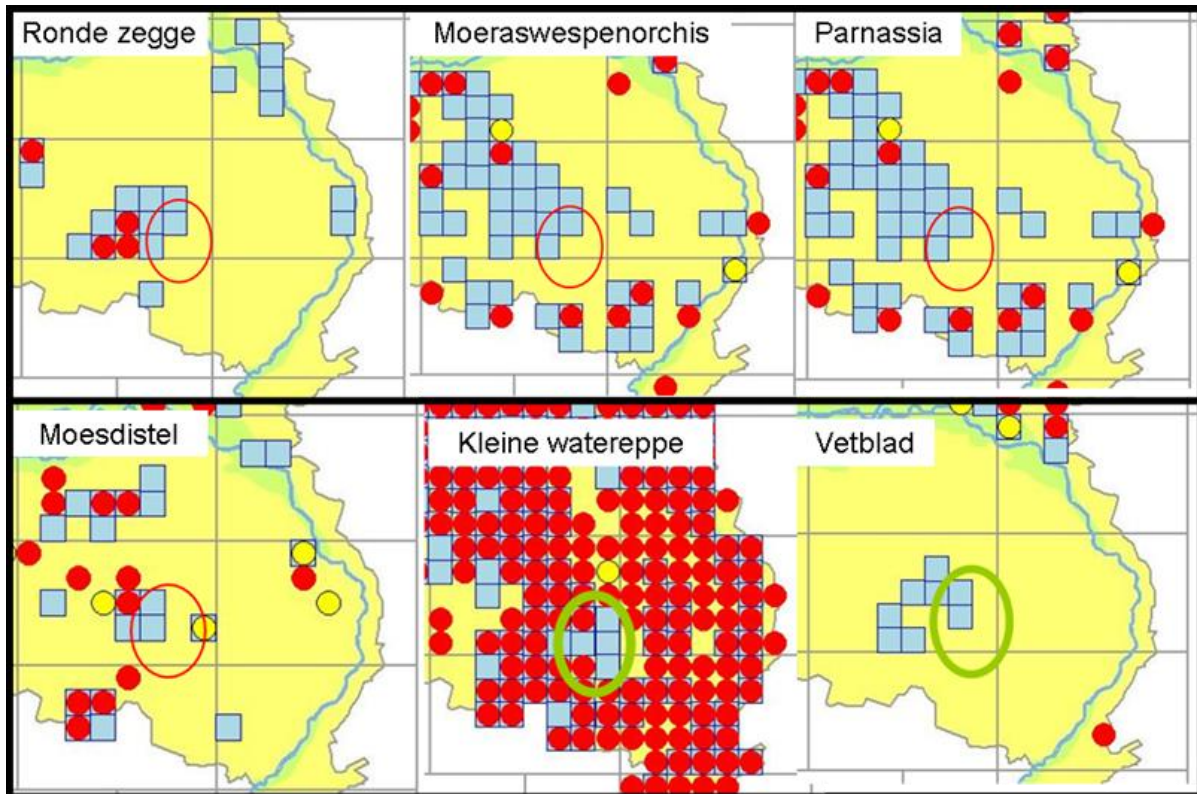 Ronde zegge
Moeraswespenorchis
Parnassia
Moesdistel
Kleine watereppe
Vetblad